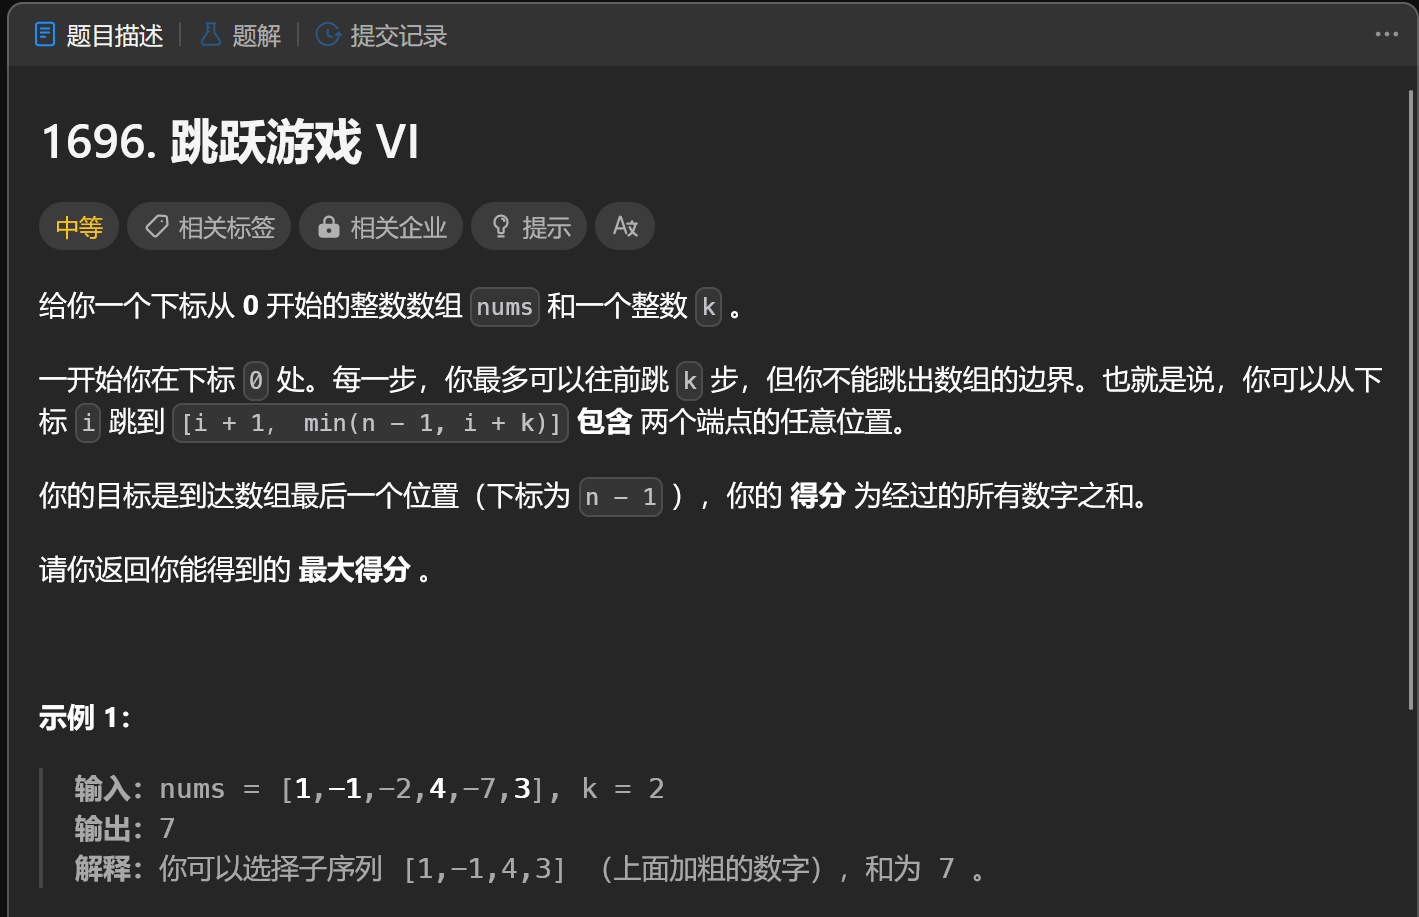 题目描述 | 题解 | 提交记录
1696. 跳跃游戏 VI
中等 相关标签 相关企业 提示
给你一个下标从 0 开始的整数数组 nums 和一个整数 k 。
一开始你在下标 0 处。每一步，你最多可以往前跳 k 步，但你不能跳出数组的边界。也就是说，你可以从下
标 i 跳到 [i + 1， min(n - 1, i + k)] 包含 两个端点的任意位置。
你的目标是到达数组最后一个位置（下标为 n - 1 ），你的 得分 为经过的所有数字之和。
请你返回你能得到的 最大得分 。
示例 1：
输入：nums = [1,-1,-2,4,-7,3], k = 2
输出：7
解释：你可以选择子序列 [1,-1,4,3] （上面加粗的数字），和为 7 。